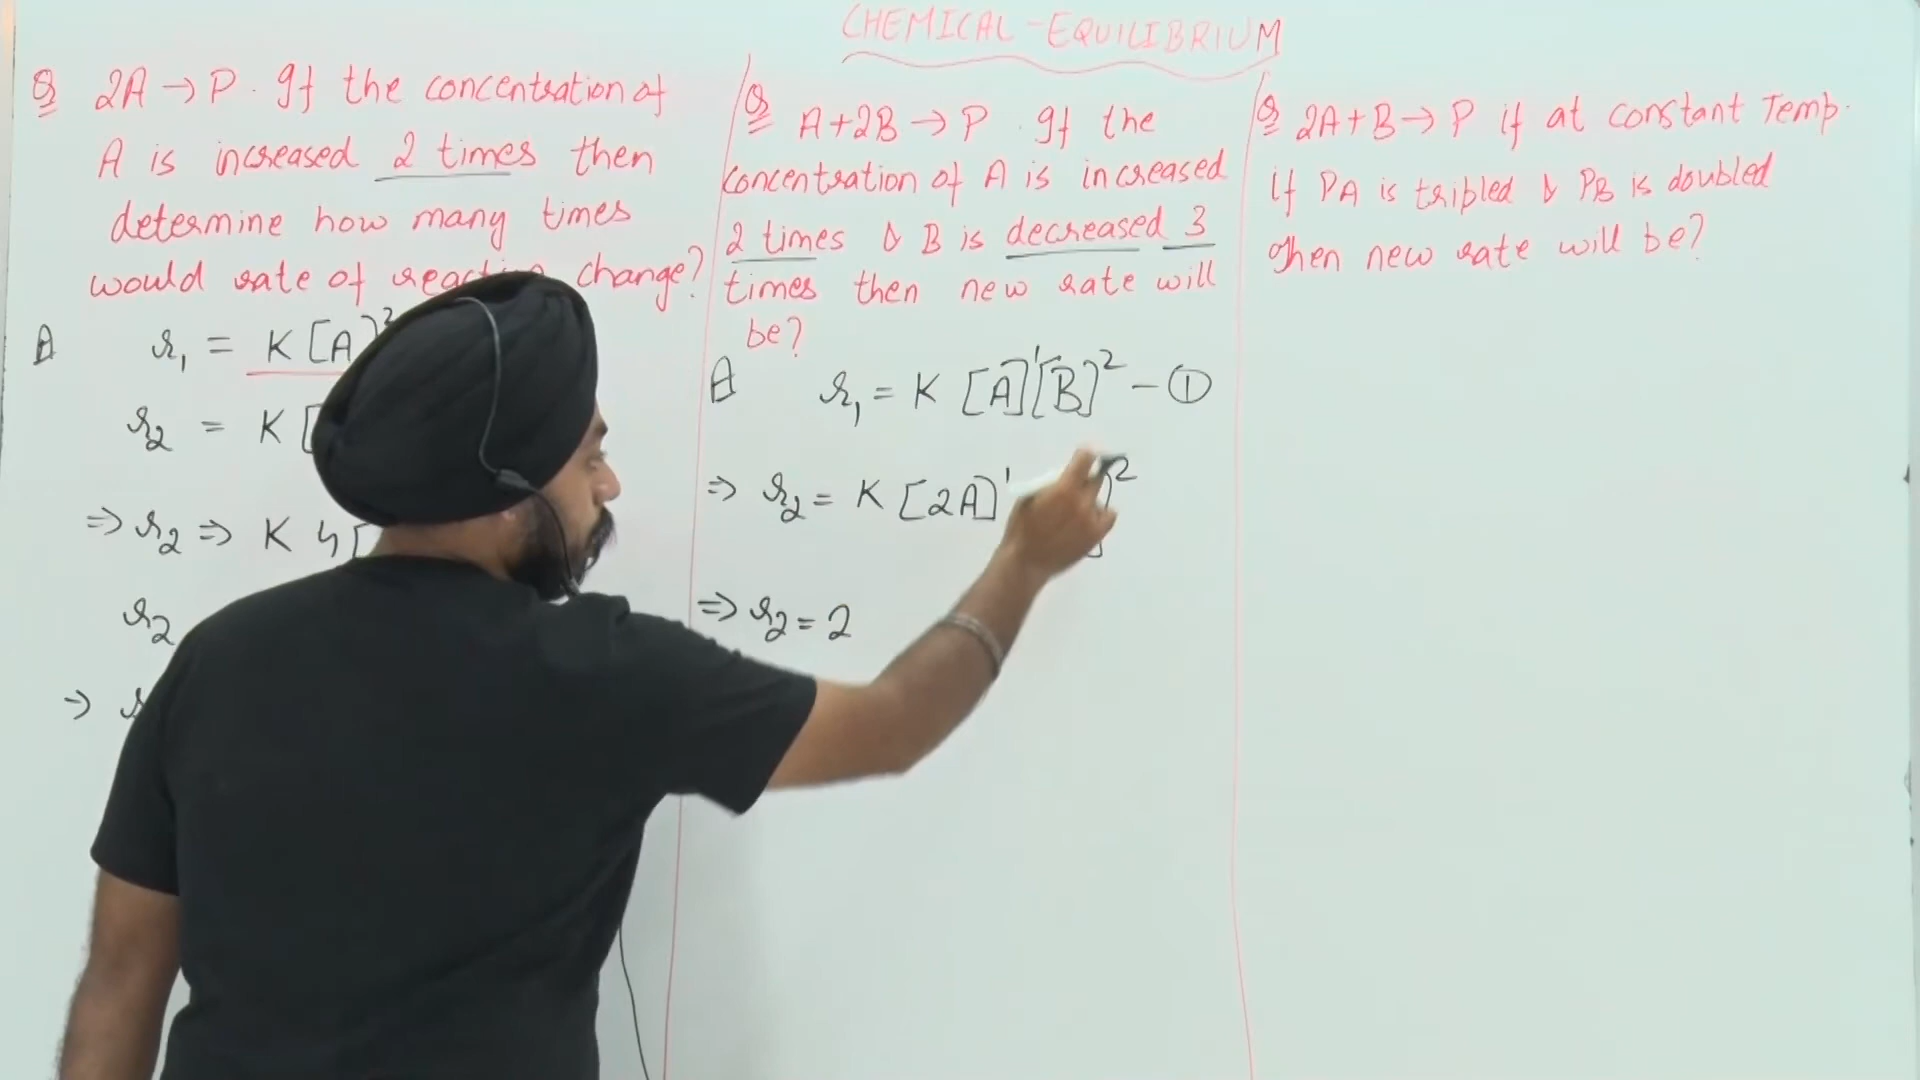 CHEMICAL-EQUILIBRIUM
Q 2A → P. If the concentration of
A is increased 2 times then
determine how many times
would rate of change?
A r₁ = K [A]
r₂ = K [
⇒ r₂ ⇒ K 4 [
r₂
⇒
Q A+2B → P. If the
concentration of A is increased
2 times & B is decreased 3
times then new rate will
be?
A r₁ = K [A]¹[B]² – ①
⇒ r₂ = K [2A]¹ ]²
⇒ r₂ = 2
Q 2A+B → P if at constant Temp.
if PA is tribled & PB is doubled
then new rate will be?